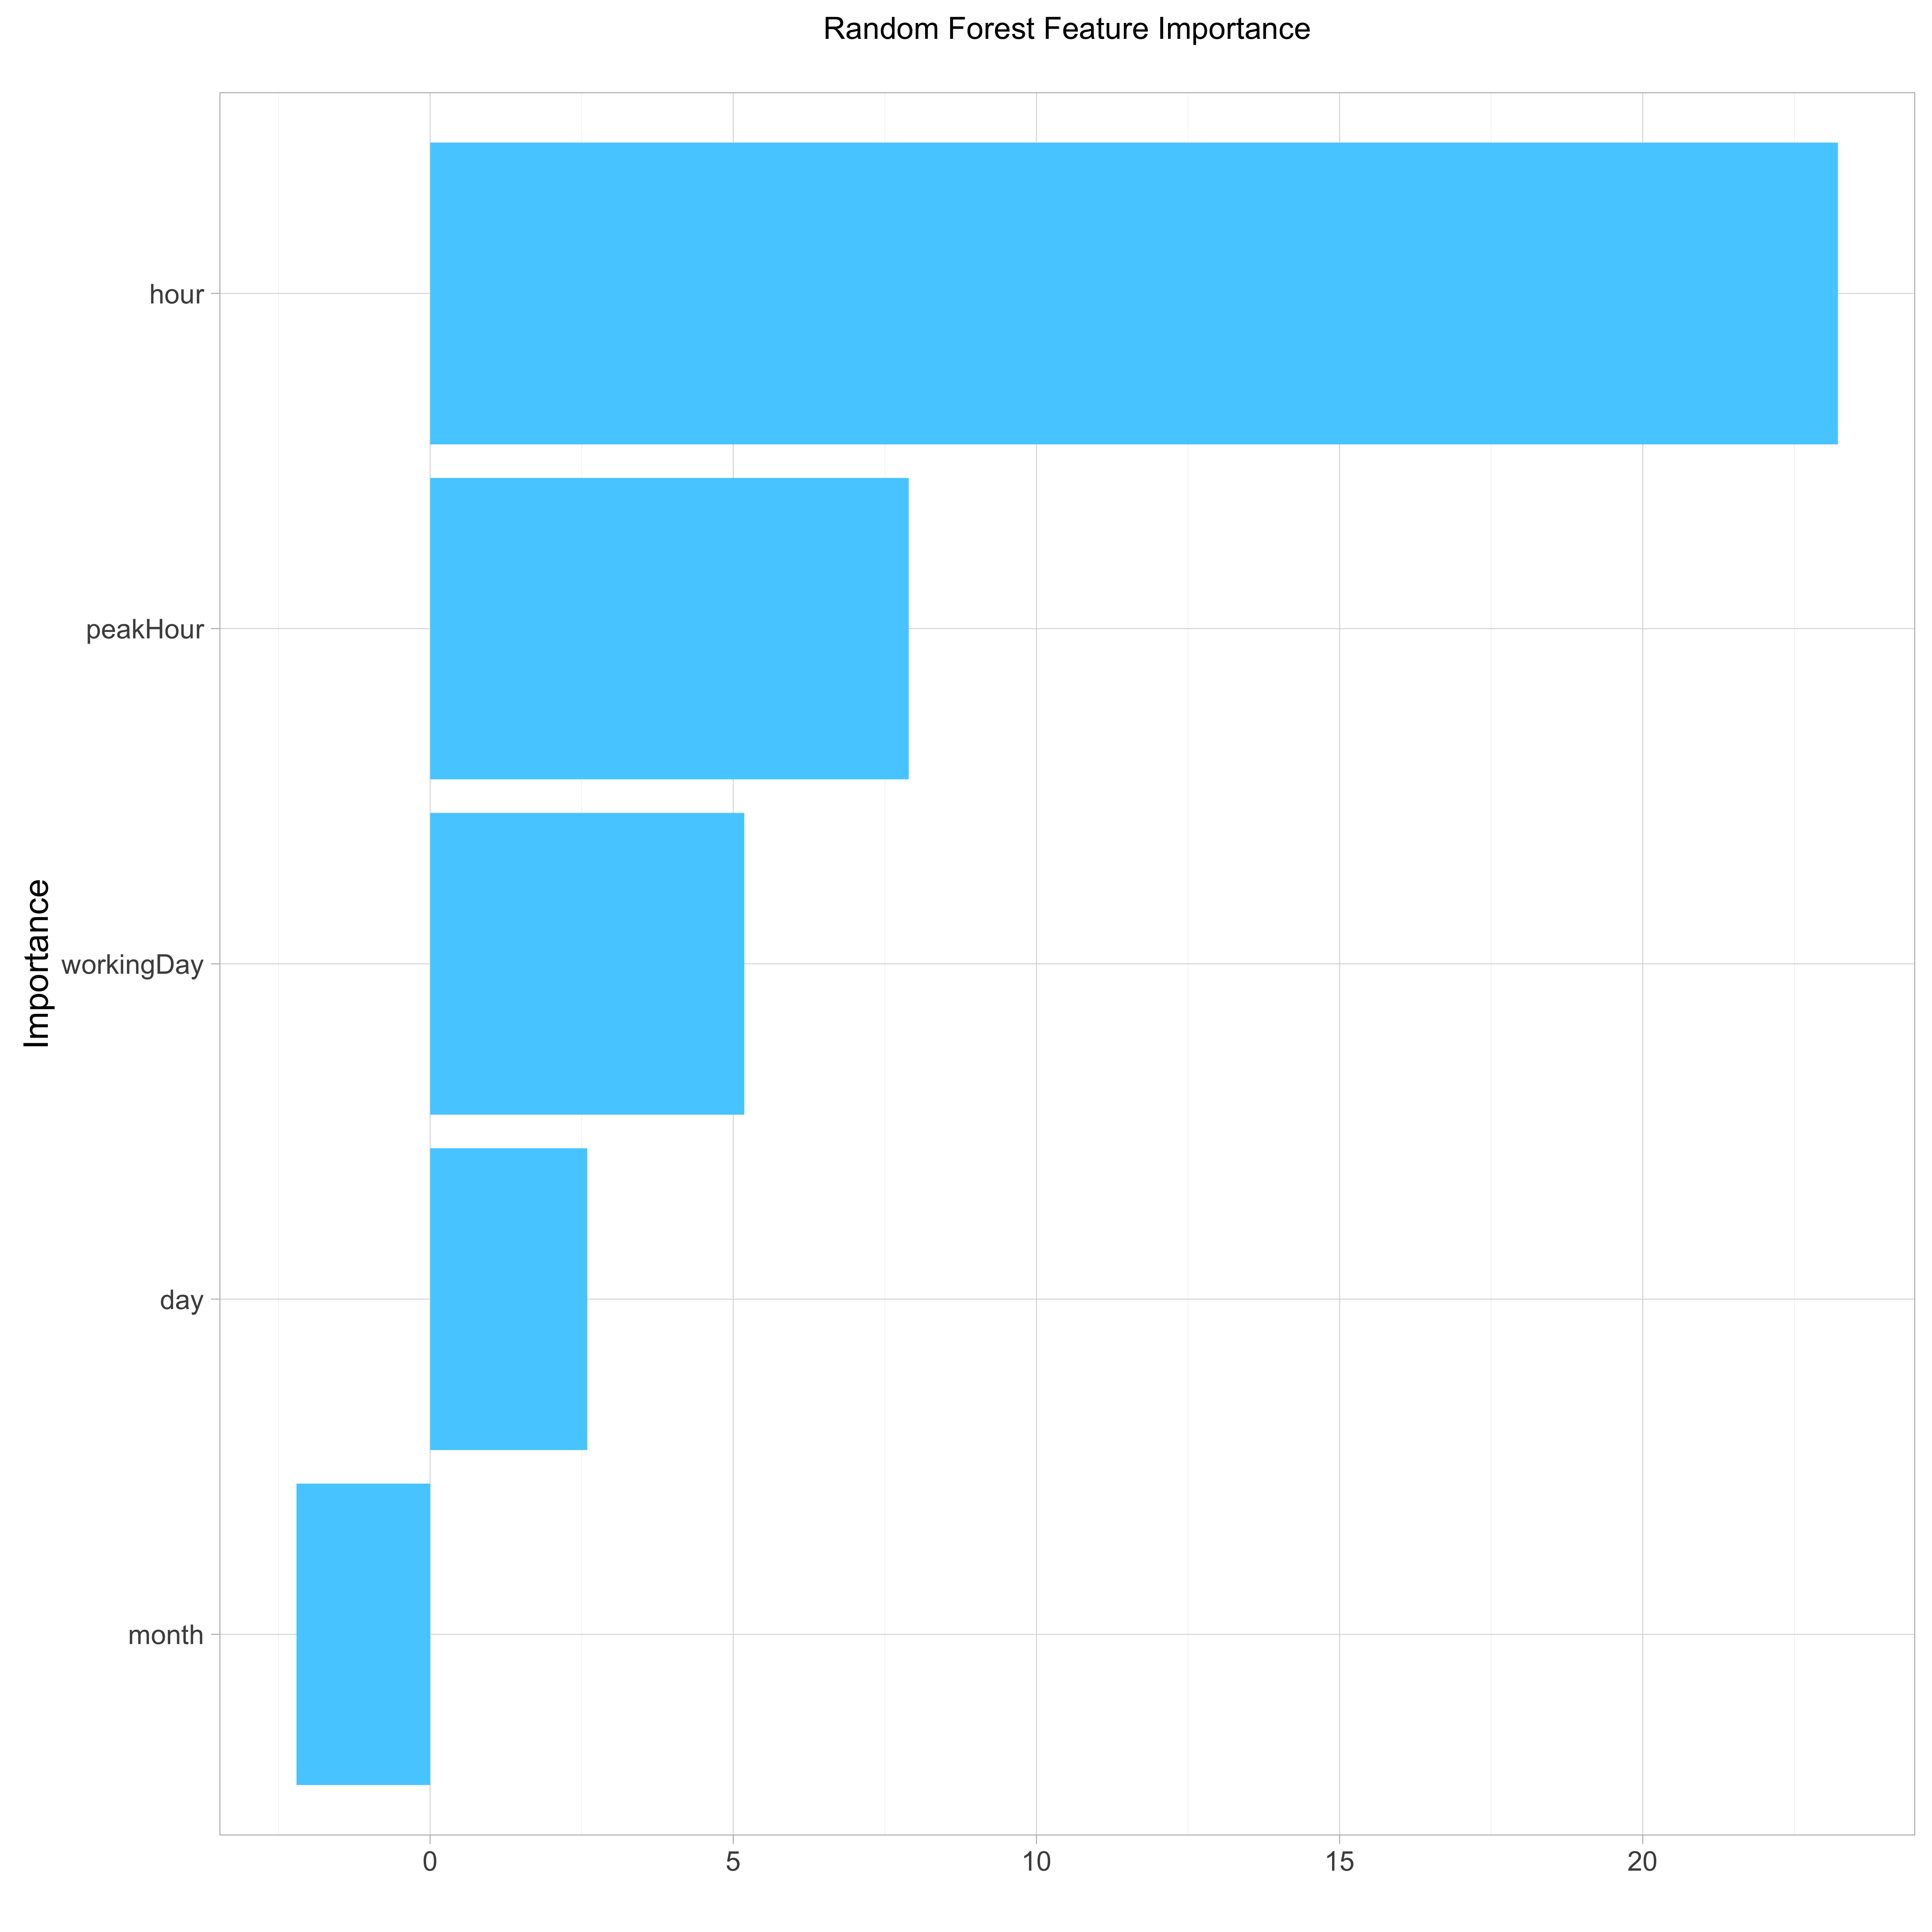 Random Forest Feature Importance
Importance
hour
peakHour
workingDay
day
month
0 5 10 15 20